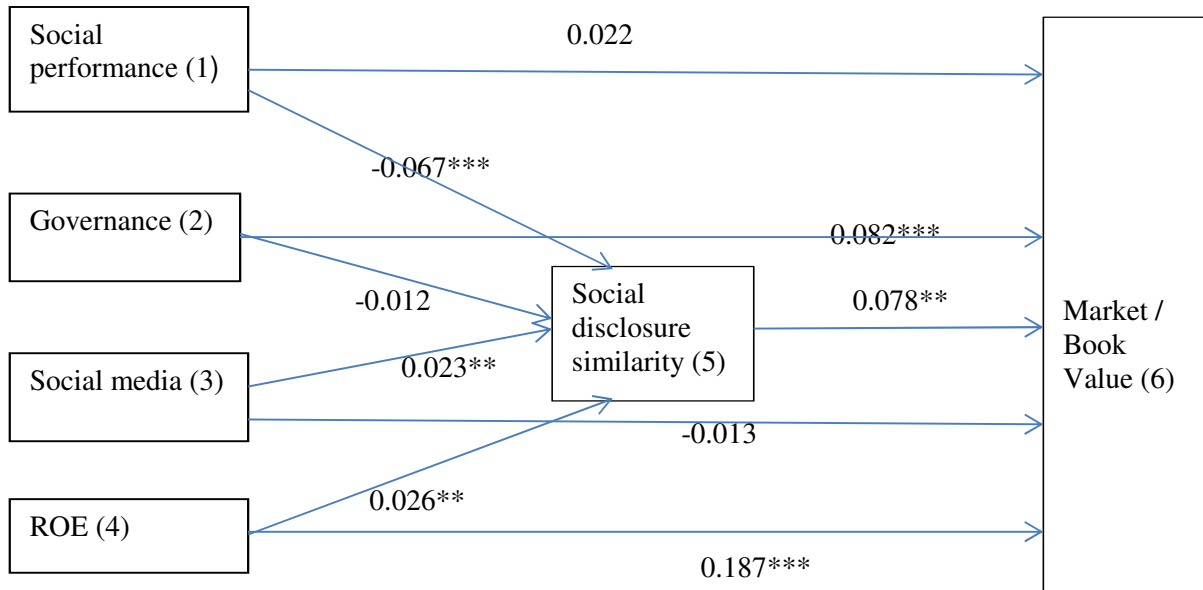 Social
performance (1)
0.022
-0.067***
Governance (2)
0.082***
-0.012
Social
disclosure
similarity (5)
0.078**
Market /
Book
Value (6)
Social media (3)
0.023**
-0.013
0.026**
ROE (4)
0.187***